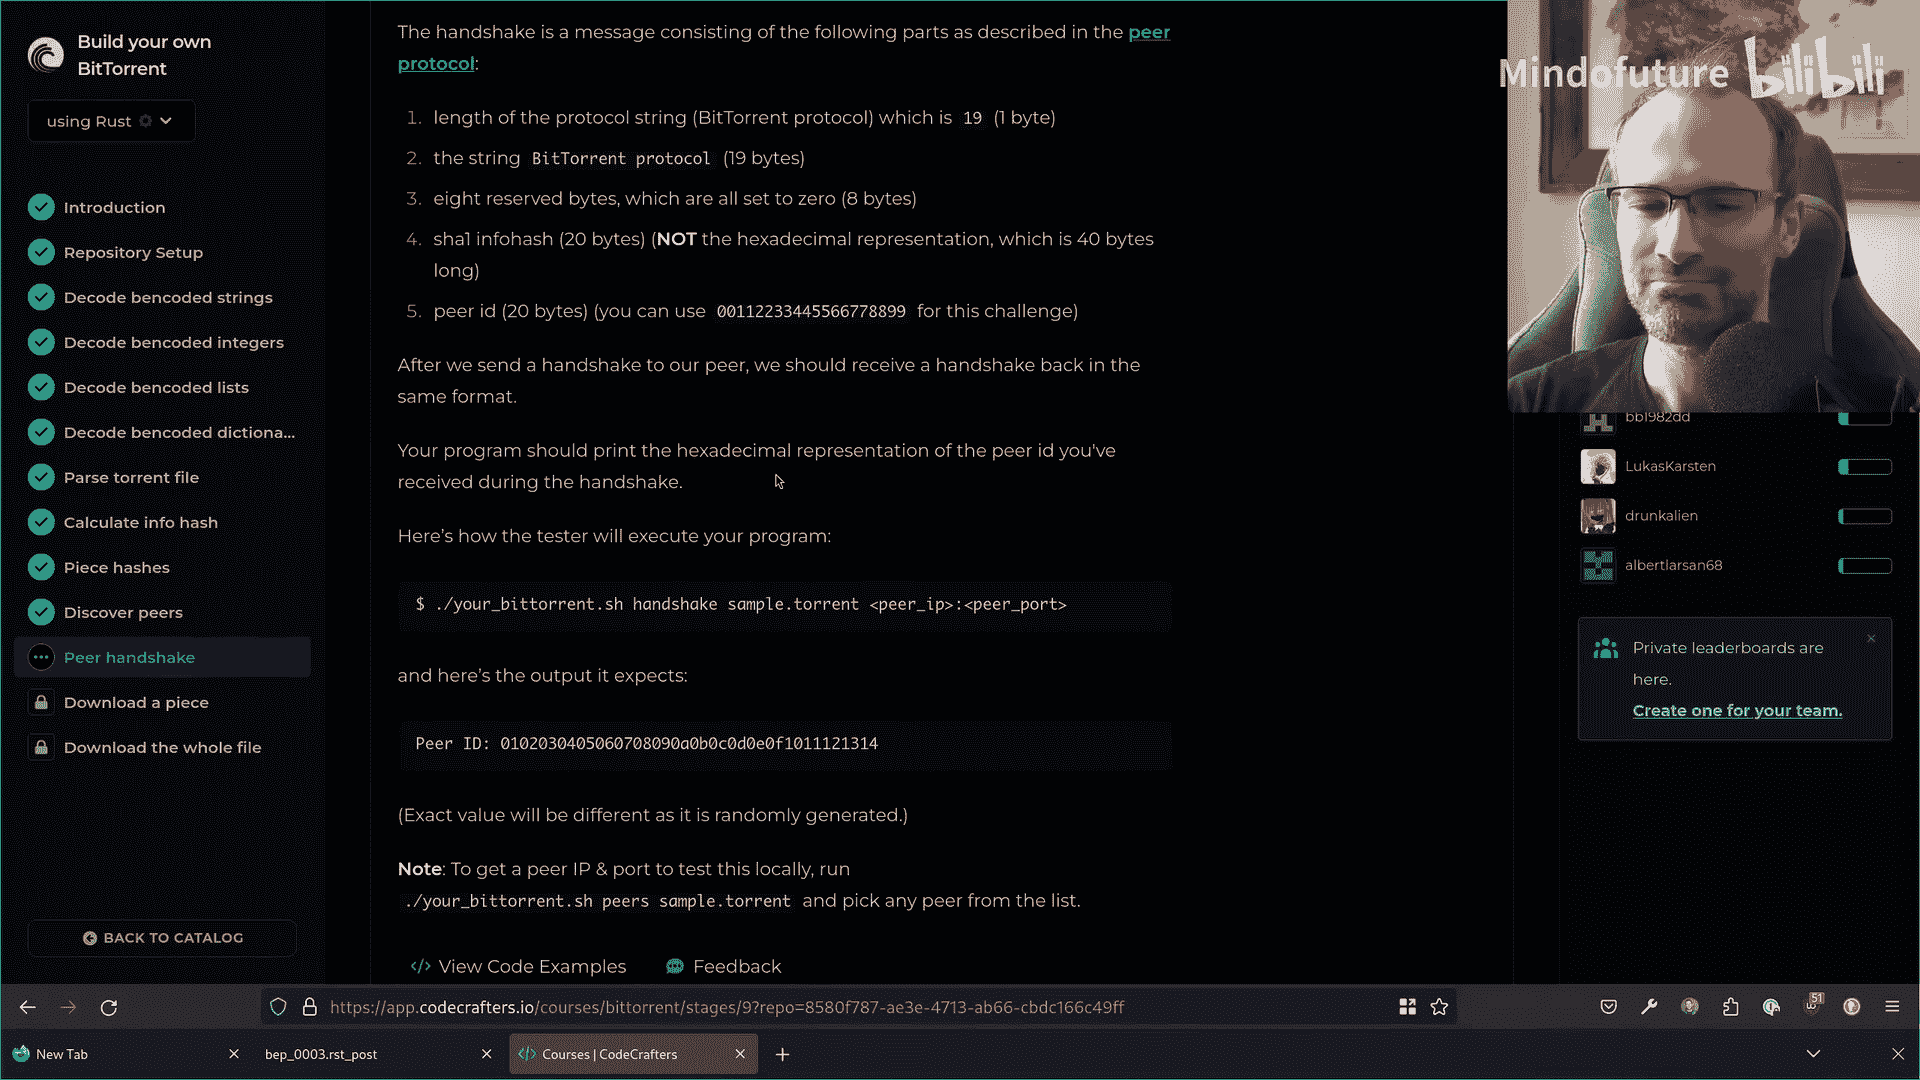 Build your own
BitTorrent
using Rust
Introduction
Repository Setup
Decode bencoded strings
Decode bencoded integers
Decode bencoded lists
Decode bencoded dictiona...
Parse torrent file
Calculate info hash
Piece hashes
Discover peers
Peer handshake
Download a piece
Download the whole file
BACK TO CATALOG
The handshake is a message consisting of the following parts as described in the peer
protocol:
1. length of the protocol string (BitTorrent protocol) which is 19 (1 byte)
2. the string BitTorrent protocol (19 bytes)
3. eight reserved bytes, which are all set to zero (8 bytes)
4. sha1 infohash (20 bytes) (NOT the hexadecimal representation, which is 40 bytes
long)
5. peer id (20 bytes) (you can use 00112233445566778899 for this challenge)
After we send a handshake to our peer, we should receive a handshake back in the
same format.
Your program should print the hexadecimal representation of the peer id you've
received during the handshake.
Here's how the tester will execute your program:
$ ./your_bittorrent.sh handshake sample.torrent <peer_ip>:<peer_port>
and here's the output it expects:
Peer ID: 0102030405060708090a0b0c0d0e0f1011121314
(Exact value will be different as it is randomly generated.)
Note: To get a peer IP & port to test this locally, run
./your_bittorrent.sh peers sample.torrent and pick any peer from the list.
View Code Examples
Feedback
Mindofuture bilibili
bb1982dd
LukasKarsten
drunkalien
albertlarsan68
Private leaderboards are
here.
Create one for your team.
https://app.codecrafters.io/courses/bittorrent/stages/9?repo=8580f787-ae3e-4713-ab66-cbdc166c49ff
51
New Tab
bep_0003.rst_post
Courses | CodeCrafters